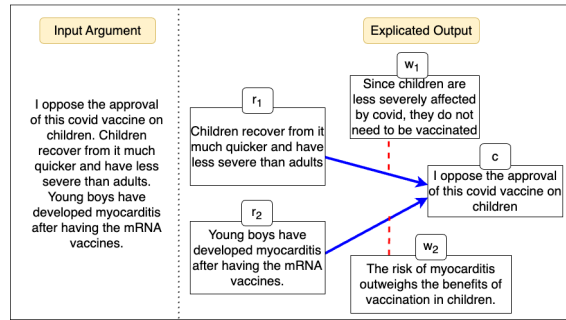 Input Argument
I oppose the approval
of this covid vaccine on
children. Children
recover from it much
quicker and have less
severe than adults.
Young boys have
developed myocarditis
after having the mRNA
vaccines.
Explicated Output
r1
Children recover from it
much quicker and have
less severe than adults
r2
Young boys have
developed myocarditis
after having the mRNA
vaccines.
w1
Since children are
less severely affected
by covid, they do not
need to be vaccinated
c
I oppose the approval
of this covid vaccine on
children
w2
The risk of myocarditis
outweighs the benefits of
vaccination in children.